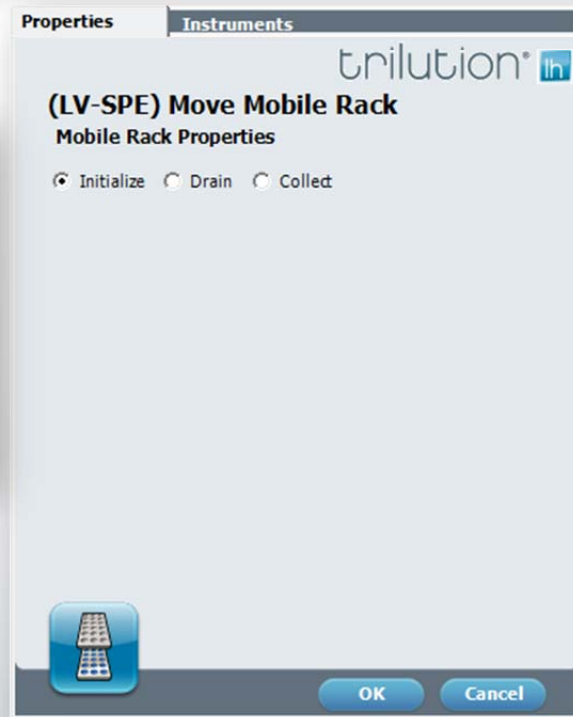 Properties Instruments
trilution® lh
(LV-SPE) Move Mobile Rack
Mobile Rack Properties
Initialize Drain Collect
OK Cancel